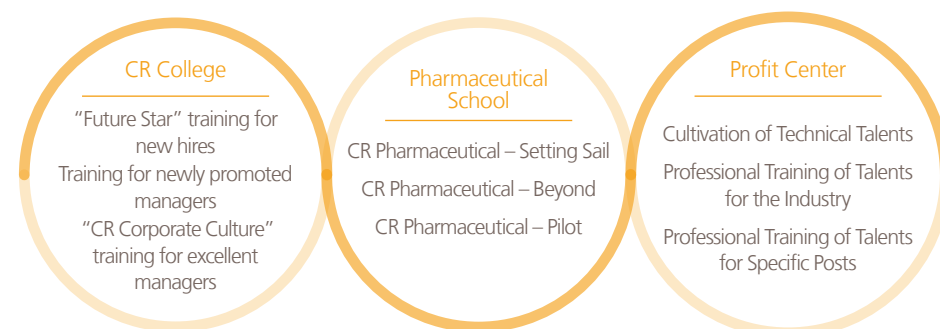 CR College
“Future Star” training for
new hires
Training for newly promoted
managers
“CR Corporate Culture”
training for excellent
managers
Pharmaceutical
School
CR Pharmaceutical – Setting Sail
CR Pharmaceutical – Beyond
CR Pharmaceutical – Pilot
Profit Center
Cultivation of Technical Talents
Professional Training of Talents
for the Industry
Professional Training of Talents
for Specific Posts